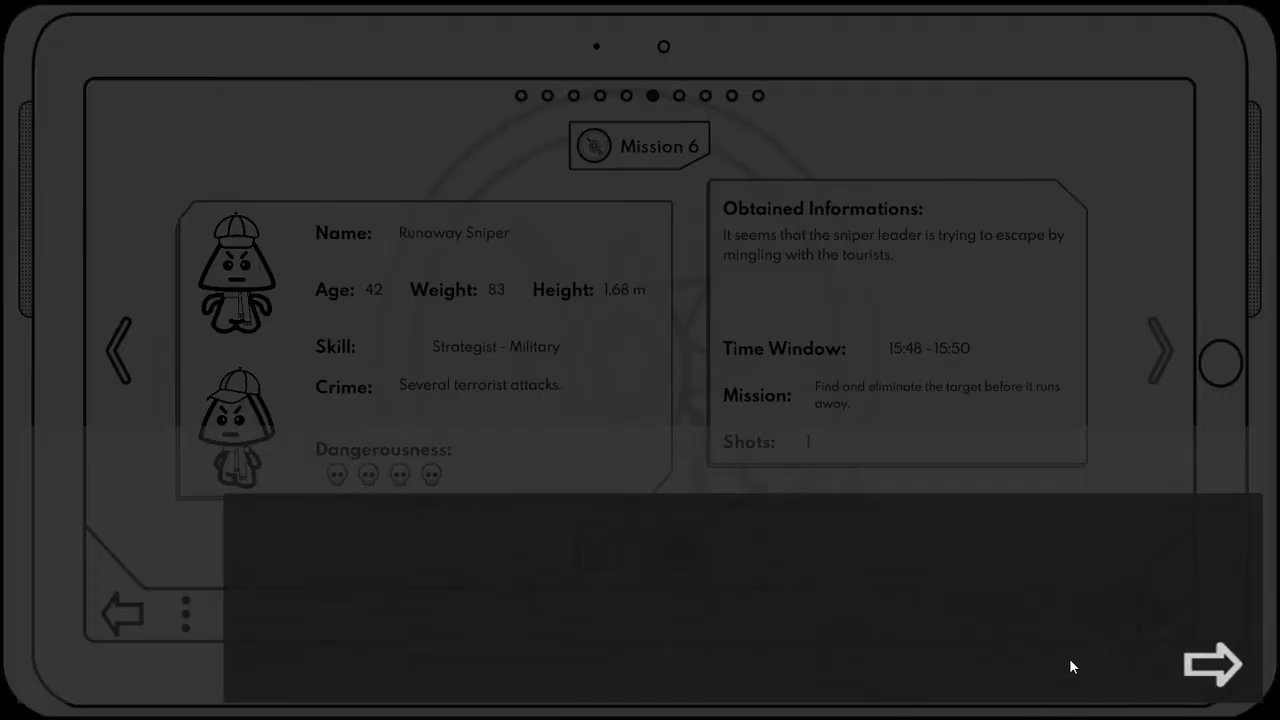 Mission 6
Name: Runaway Sniper
Age: 42 Weight: 83 Height: 1,68 m
Skill: Strategist - Military
Crime: Several terrorist attacks.
Dangerousness:
Obtained Informations:
It seems that the sniper leader is trying to escape by
mingling with the tourists.
Time Window: 15:48 - 15:50
Mission: Find and eliminate the target before it runs
away.
Shots: 1